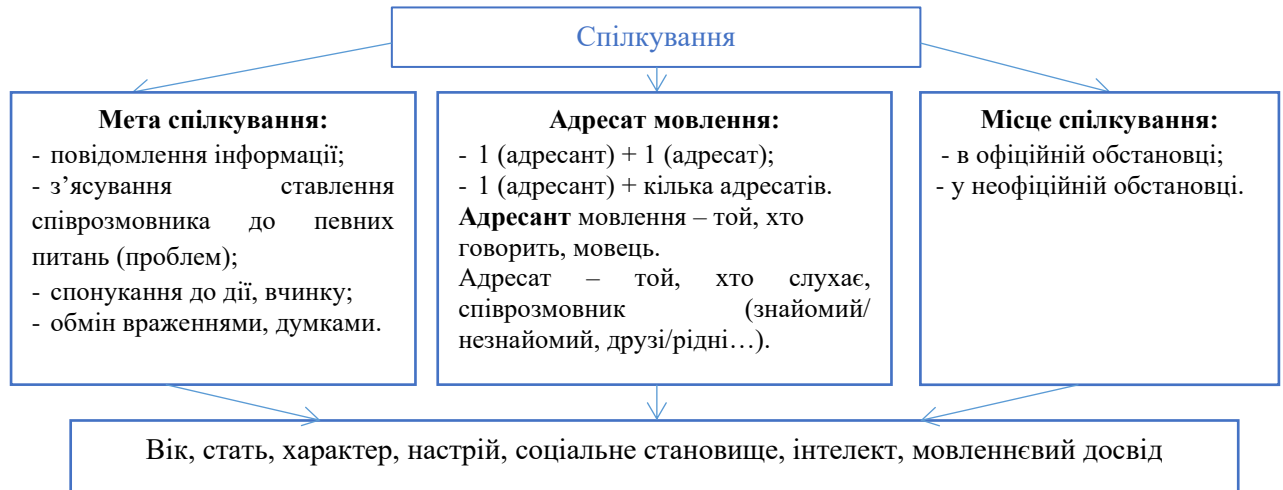 Спілкування
Мета спілкування:
- повідомлення інформації;
- з’ясування ставлення
співрозмовника до певних
питань (проблем);
- спонукання до дії, вчинку;
- обмін враженнями, думками.
Адресат мовлення:
- 1 (адресант) + 1 (адресат);
- 1 (адресант) + кілька адресатів.
Адресант мовлення – той, хто
говорить, мовець.
Адресат – той, хто слухає,
співрозмовник (знайомий/
незнайомий, друзі/рідні…).
Місце спілкування:
- в офіційній обстановці;
- у неофіційній обстановці.
Вік, стать, характер, настрій, соціальне становище, інтелект, мовленнєвий досвід